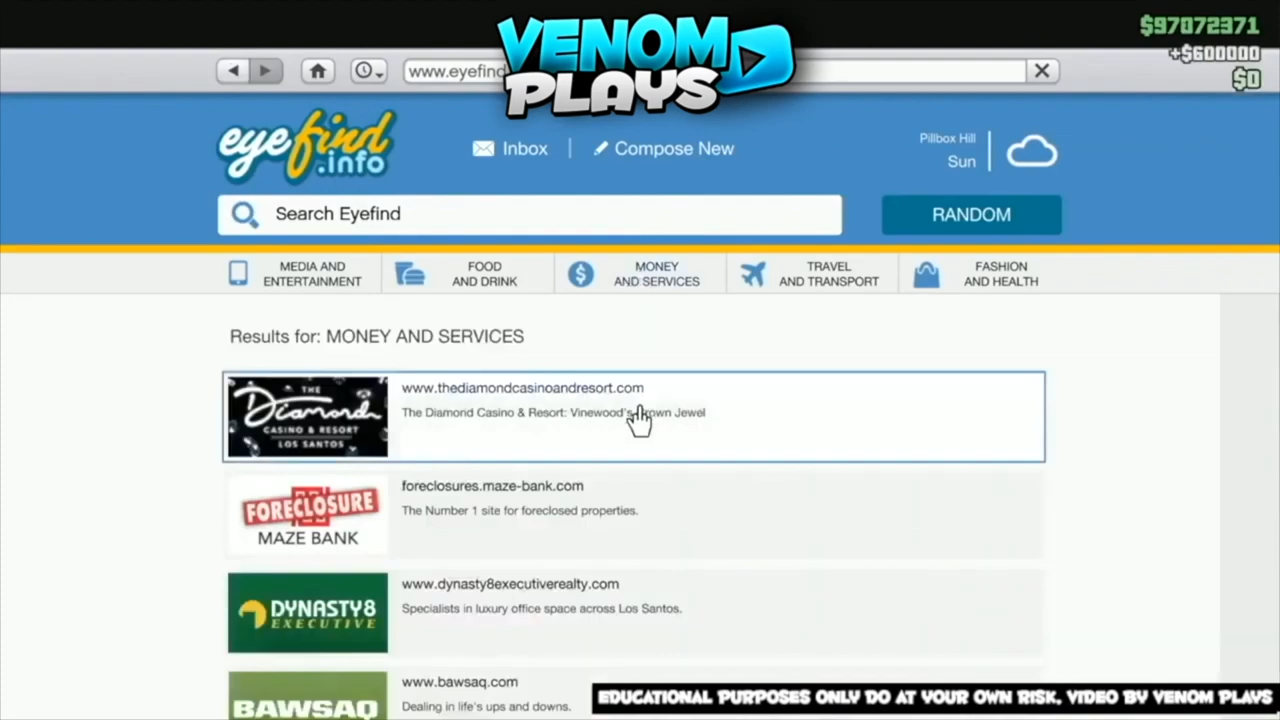 VENOM
PLAYS
$97072371
+$600000
$0
www.eyefind
eyefind
.info
Inbox
Compose New
Pillbox Hill
Sun
Search Eyefind
RANDOM
MEDIA AND
ENTERTAINMENT
FOOD
AND DRINK
MONEY
AND SERVICES
TRAVEL
AND TRANSPORT
FASHION
AND HEALTH
Results for: MONEY AND SERVICES
THE
Diamond
CASINO & RESORT
LOS SANTOS
www.thediamondcasinoandresort.com
The Diamond Casino & Resort: Vinewood's Crown Jewel
FORECLOSURE
MAZE BANK
foreclosures.maze-bank.com
The Number 1 site for foreclosed properties.
DYNASTY8
EXECUTIVE
www.dynasty8executiverealty.com
Specialists in luxury office space across Los Santos.
BAWSAQ
www.bawsaq.com
Dealing in life's ups and downs.
EDUCATIONAL PURPOSES ONLY DO AT YOUR OWN RISK, VIDEO BY VENOM PLAYS